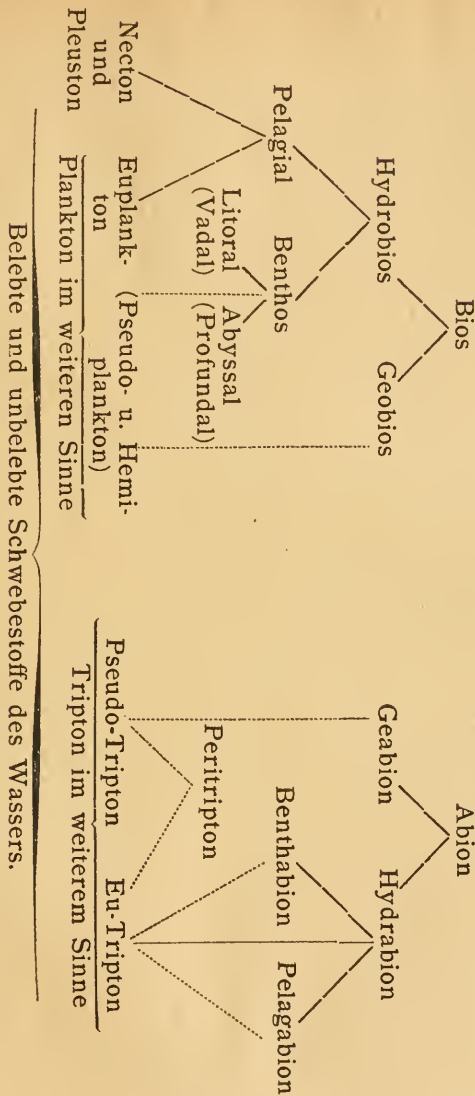 Bios
Hydrobios Geobios
Pelagial Benthos
Litoral Abyssal
(Vadal) (Profundal)
Necton
und
Pleuston
Euplank-
ton
(Pseudo- u. Hemi-
plankton)
Plankton im weiteren Sinne
Abion
Geabion Hydrabion
Benthabion Pelagabion
Peritripton
Pseudo-Tripton Eu-Tripton
Tripton im weiterem Sinne
Belebte und unbelebte Schwebestoffe des Wassers.